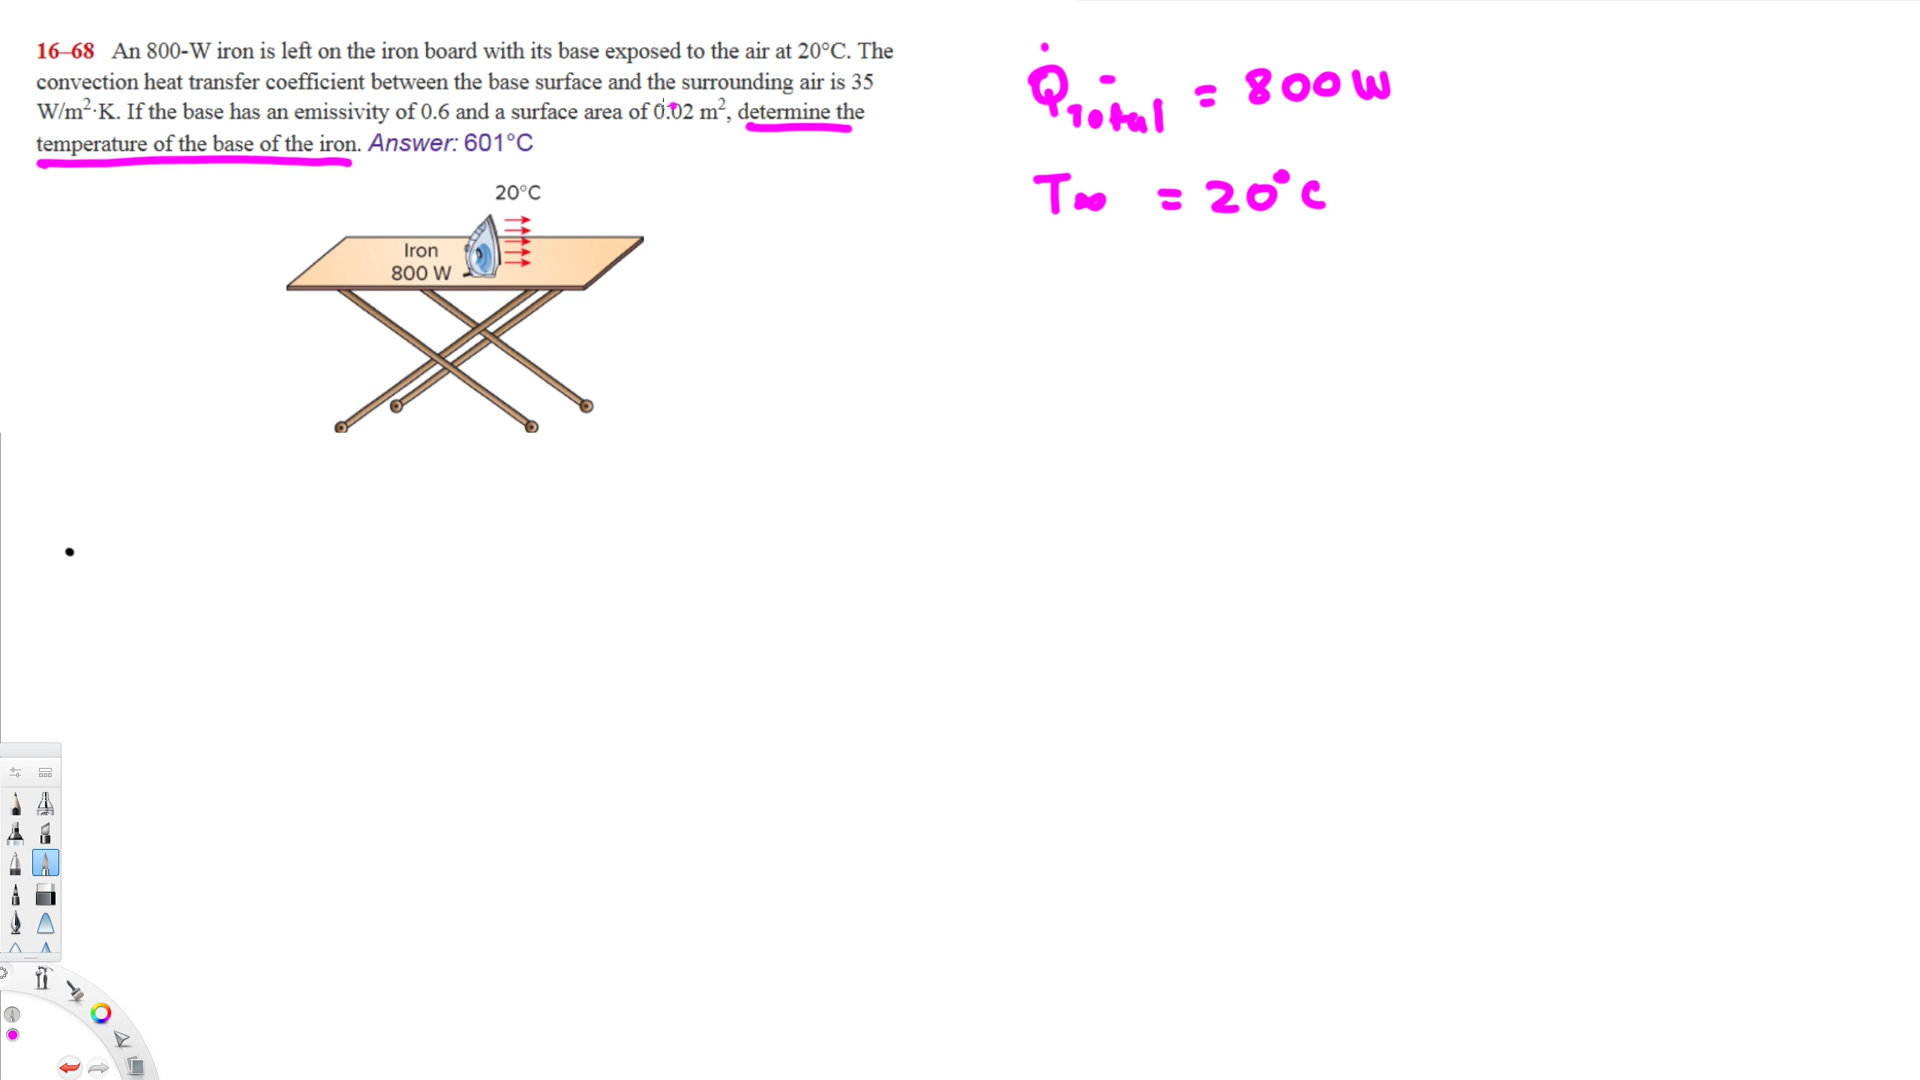 16–68 An 800-W iron is left on the iron board with its base exposed to the air at 20°C. The
convection heat transfer coefficient between the base surface and the surrounding air is 35
W/m²·K. If the base has an emissivity of 0.6 and a surface area of 0.02 m², determine the
temperature of the base of the iron. Answer: 601°C
20°C
Iron
800 W
Q̇Total = 800 W
T∞ = 20°C